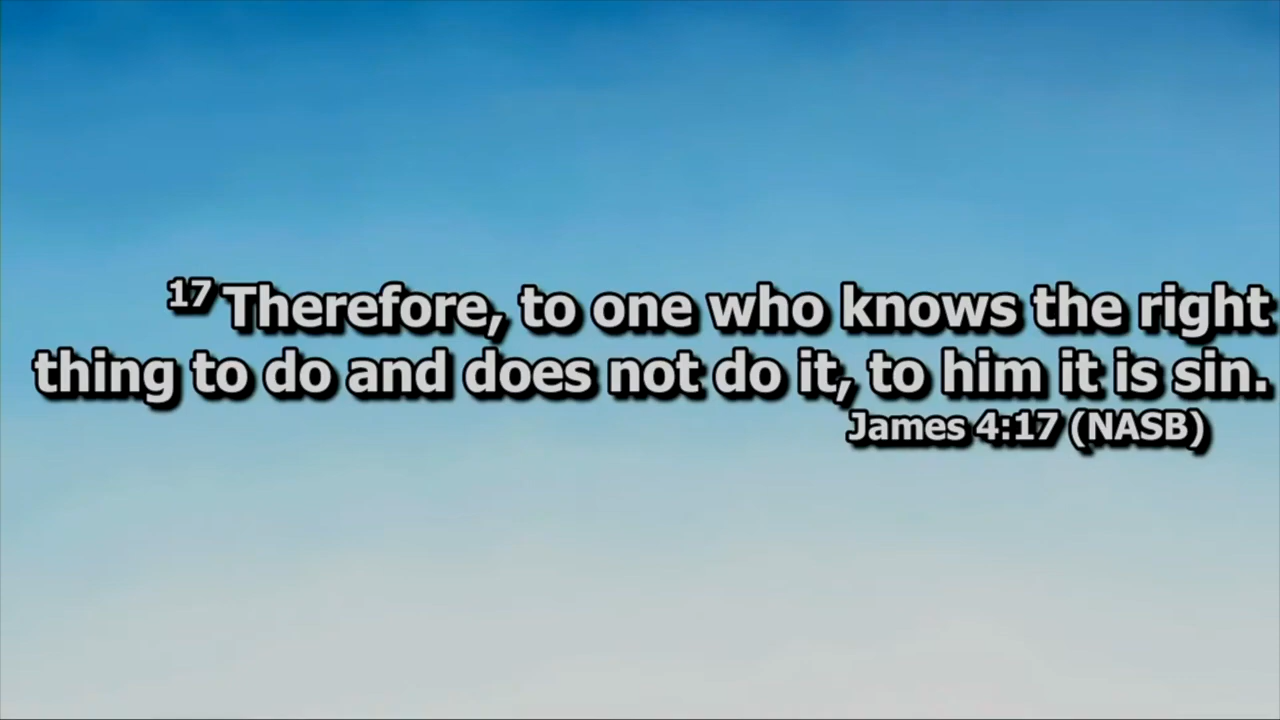 17 Therefore, to one who knows the right
thing to do and does not do it, to him it is sin.
James 4:17 (NASB)